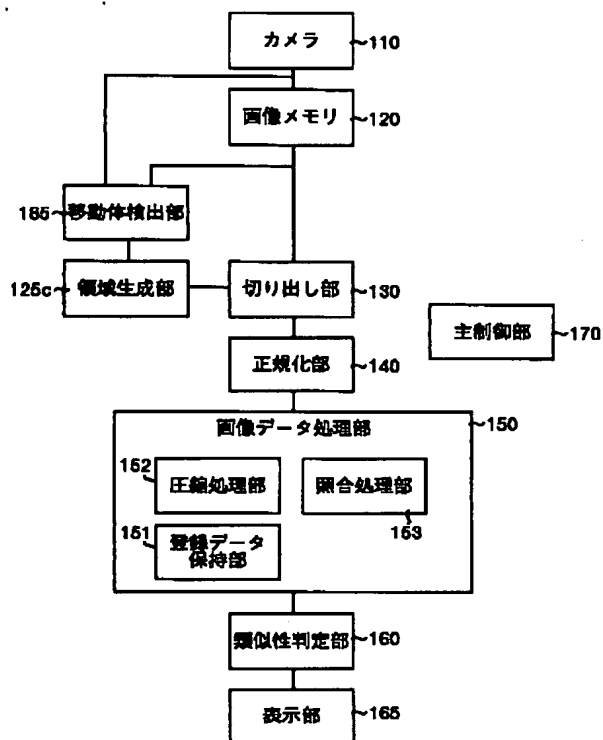 カメラ
110
画像メモリ
120
185
移動体検出部
125c
領域生成部
切り出し部
130
主制御部
170
正規化部
140
画像データ処理部
150
152
圧縮処理部
照合処理部
153
151
登録データ
保持部
類似性判定部
160
表示部
165